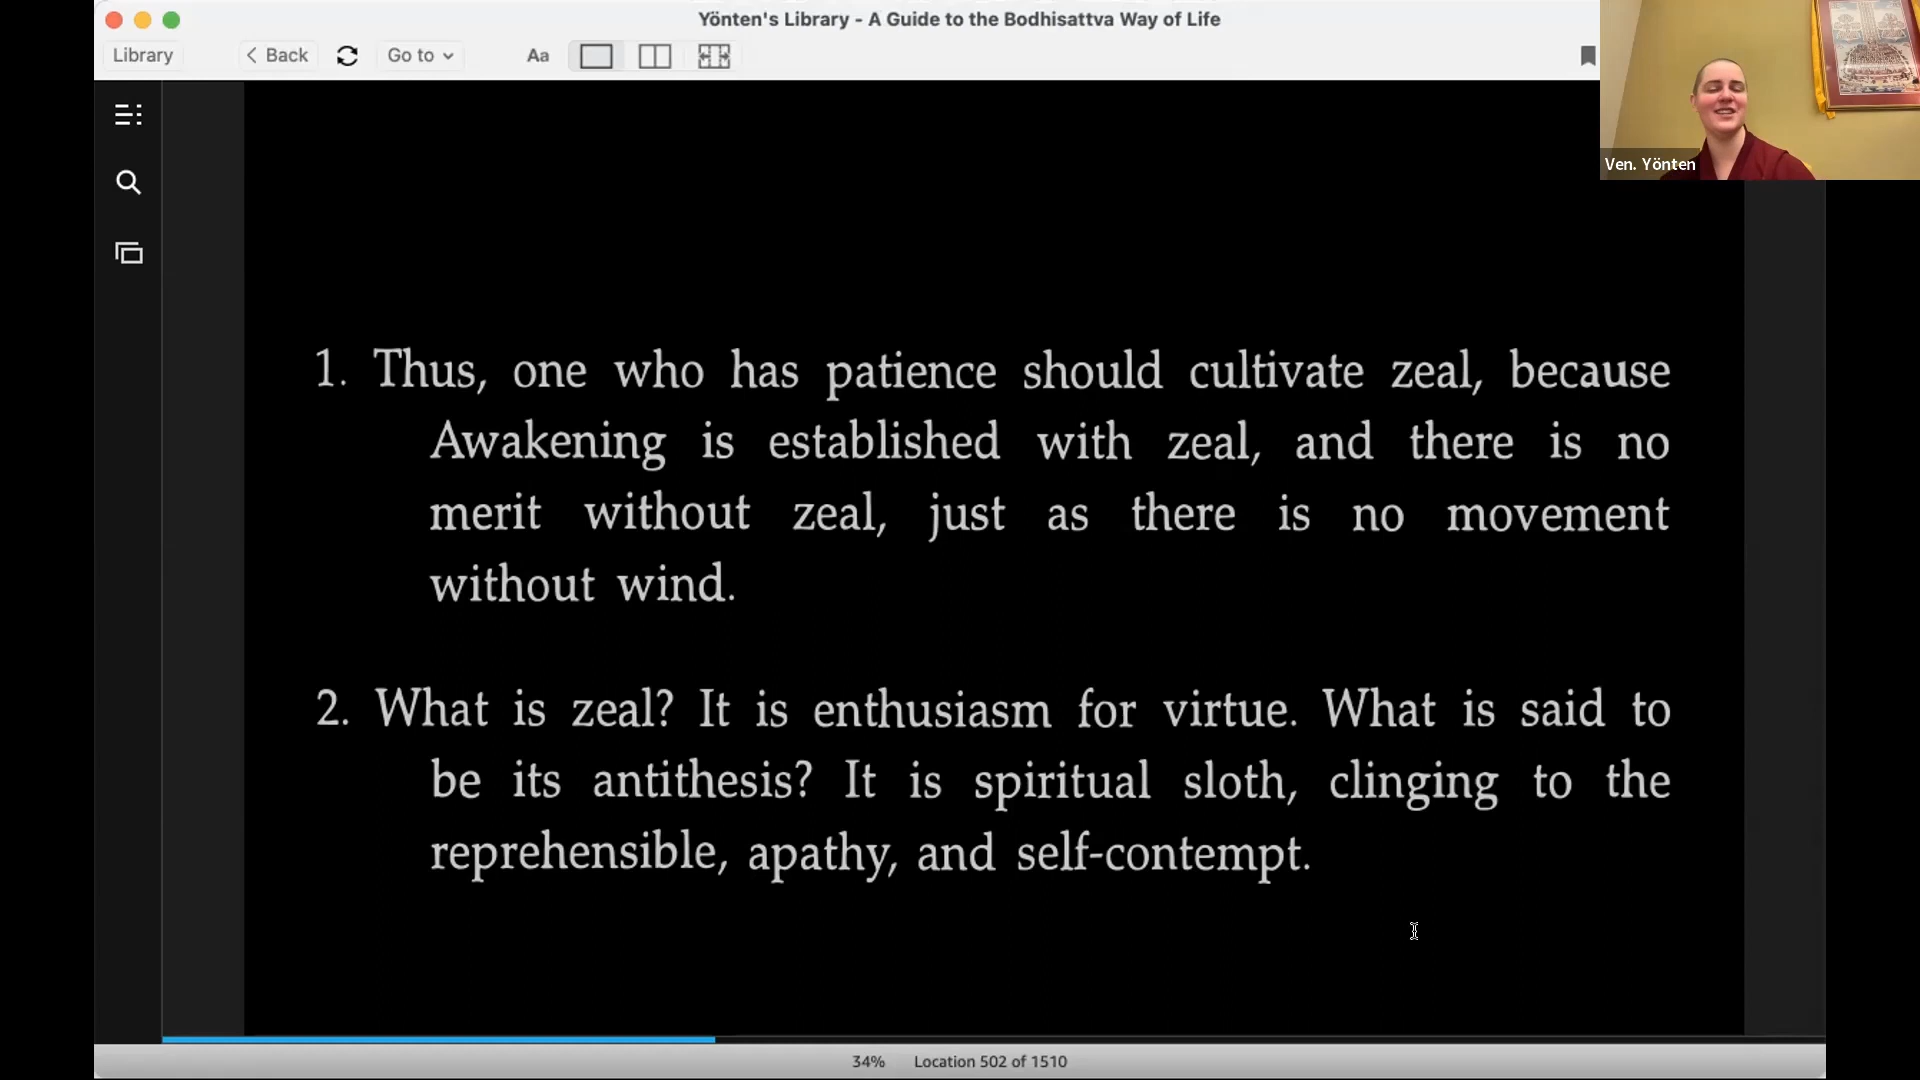 Yönten's Library - A Guide to the Bodhisattva Way of Life
Library
Back
Go to
Aa
Ven. Yönten
1. Thus, one who has patience should cultivate zeal, because
Awakening is established with zeal, and there is no
merit without zeal, just as there is no movement
without wind.
2. What is zeal? It is enthusiasm for virtue. What is said to
be its antithesis? It is spiritual sloth, clinging to the
reprehensible, apathy, and self-contempt.
34%
Location 502 of 1510